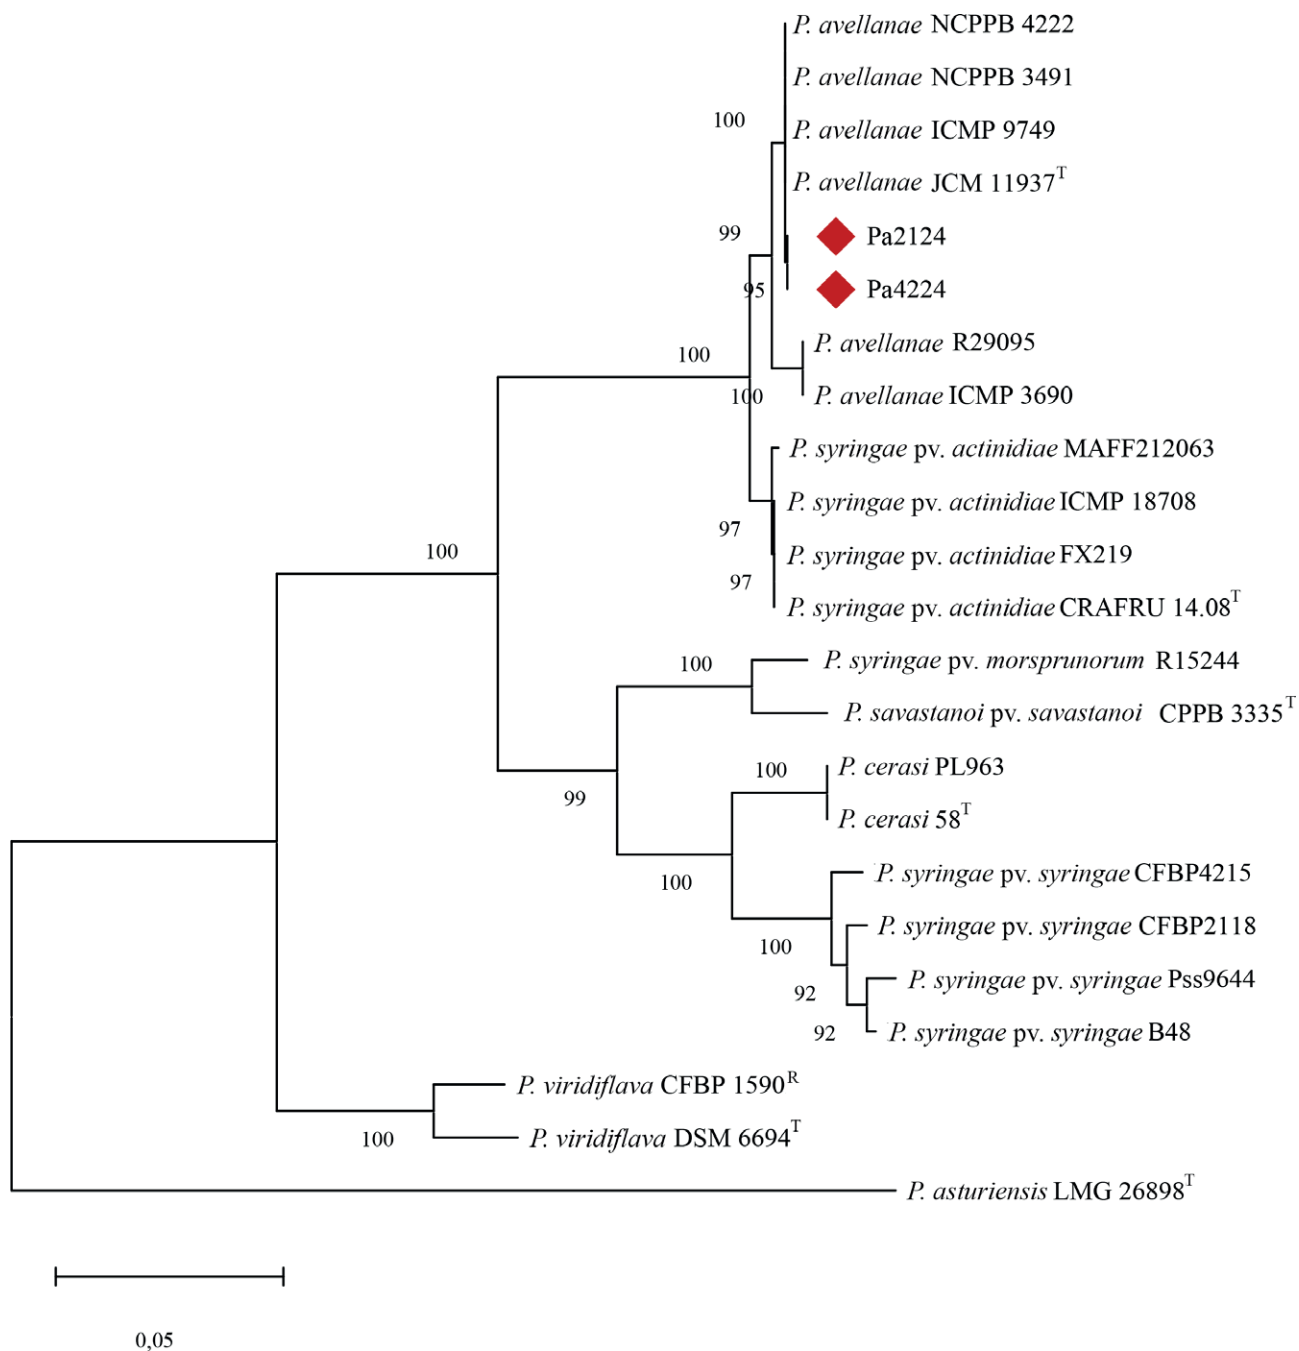 P. avellanae NCPPB 4222
P. avellanae NCPPB 3491
100
P. avellanae ICMP 9749
P. avellanae JCM 11937T
99
Pa2124
95
Pa4224
P. avellanae R29095
100
100
P. avellanae ICMP 3690
P. syringae pv. actinidiae MAFF212063
P. syringae pv. actinidiae ICMP 18708
97
100
P. syringae pv. actinidiae FX219
97
P. syringae pv. actinidiae CRAFRU 14.08T
100
P. syringae pv. morsprunorum R15244
P. savastanoi pv. savastanoi CPPB 3335T
100
P. cerasi PL963
99
P. cerasi 58T
100
P. syringae pv. syringae CFBP4215
P. syringae pv. syringae CFBP2118
100
P. syringae pv. syringae Pss9644
92
P. syringae pv. syringae B48
92
P. viridiflava CFBP 1590R
P. viridiflava DSM 6694T
100
P. asturiensis LMG 26898T
0,05